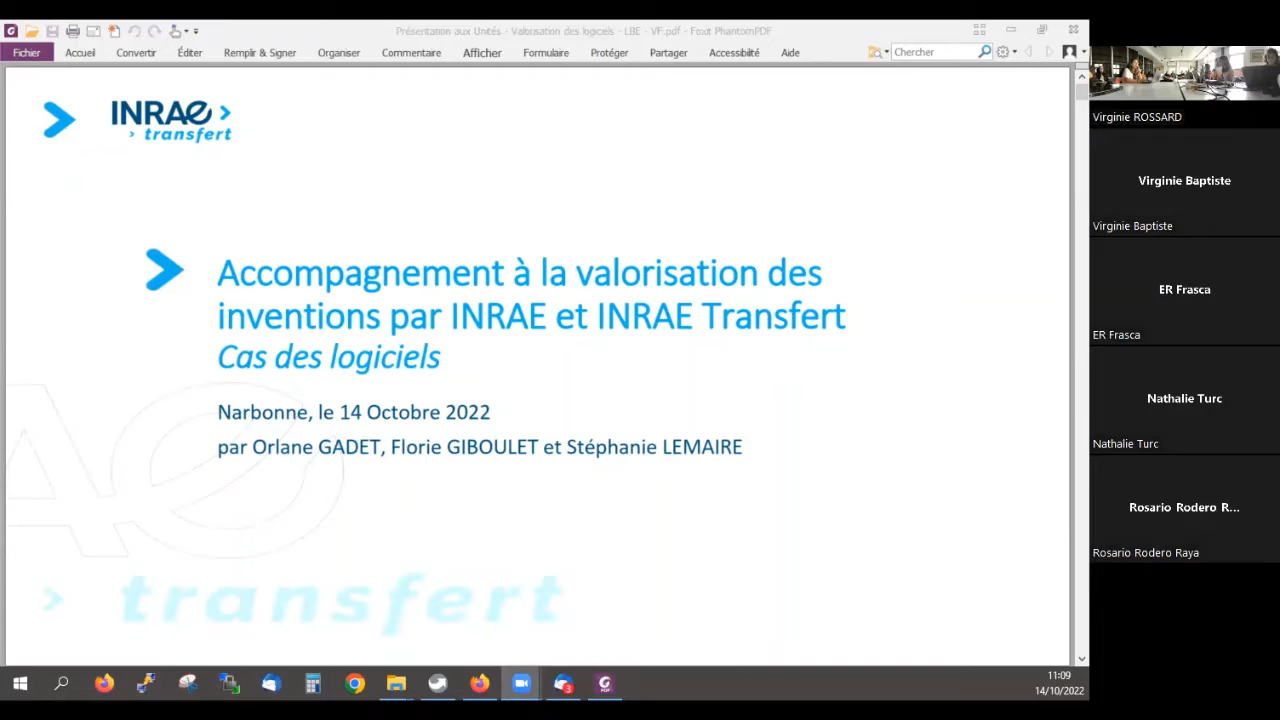 Présentation aux Unités - Valorisation des logiciels - LBE - VF.pdf - Foxit PhantomPDF
Fichier Accueil Convertir Éditer Remplir & Signer Organiser Commentaire Afficher Formulaire Protéger Partager Accessibilité Aide Chercher
INRAE
transfert
Accompagnement à la valorisation des
inventions par INRAE et INRAE Transfert
Cas des logiciels
Narbonne, le 14 Octobre 2022
par Orlane GADET, Florie GIBOULET et Stéphanie LEMAIRE
transfert
Virginie ROSSARD
Virginie Baptiste
Virginie Baptiste
ER Frasca
ER Frasca
Nathalie Turc
Nathalie Turc
Rosario Rodero R...
Rosario Rodero Raya
3
PDF
11:09
14/10/2022